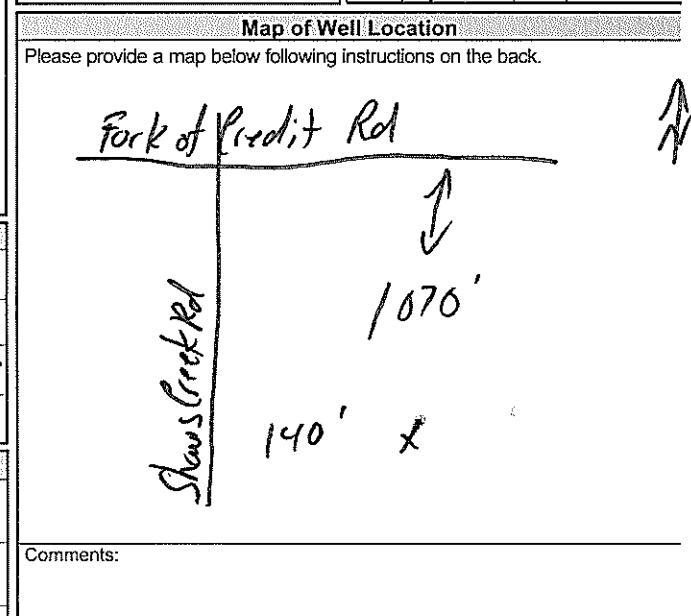 Map of Well Location
Please provide a map below following instructions on the back.
Fork of Credit Rd
1070'
Shaws Creek Rd
140' x
Comments: